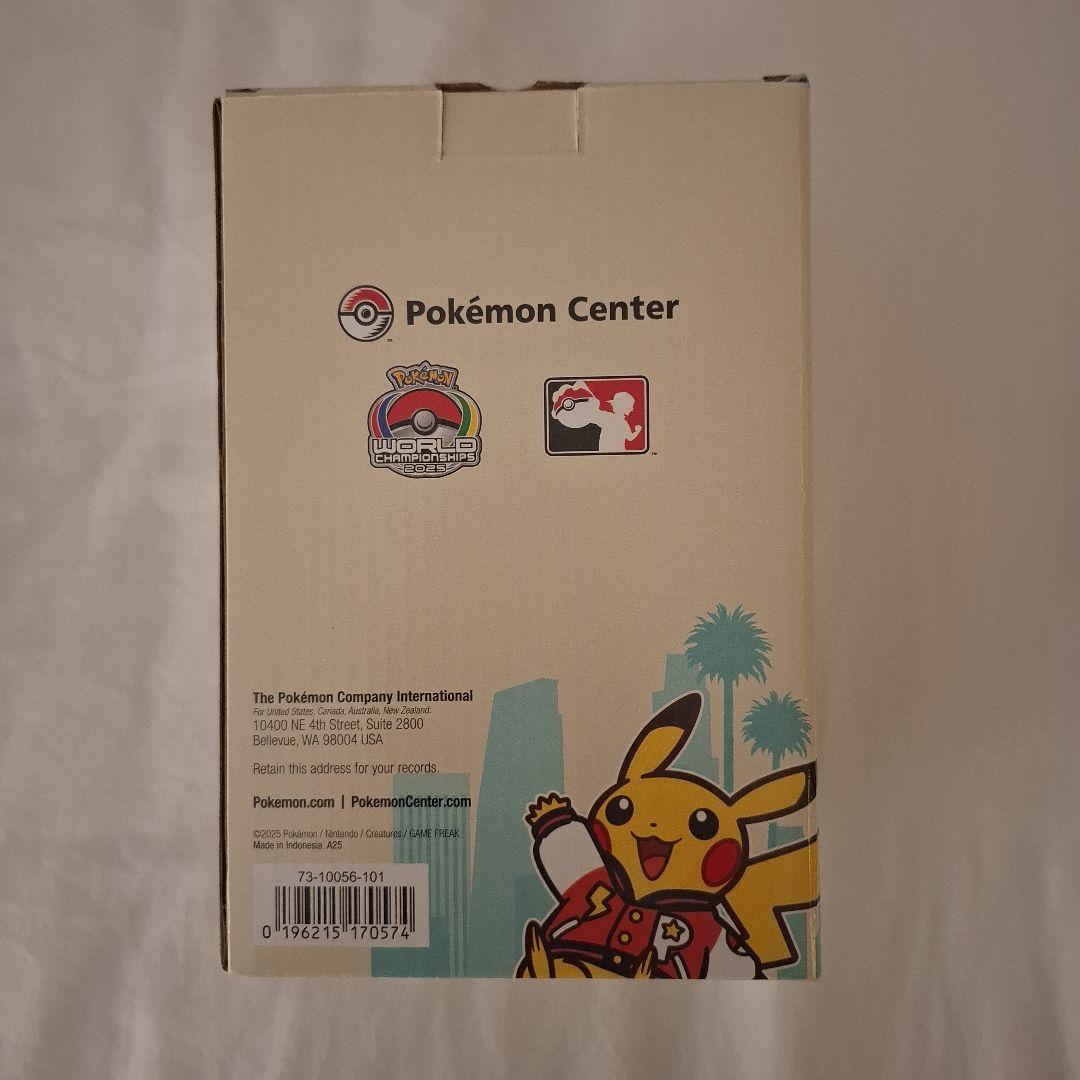 Pokémon Center
TM
POKéMON
WORLD
CHAMPIONSHIPS
2025
TM
The Pokémon Company International
For United States, Canada, Australia, New Zealand:
10400 NE 4th Street, Suite 2800
Bellevue, WA 98004 USA
Retain this address for your records.
Pokemon.com | PokemonCenter.com
©2025 Pokémon / Nintendo / Creatures / GAME FREAK
Made in Indonesia. A25
73-10056-101
0 196215 170574